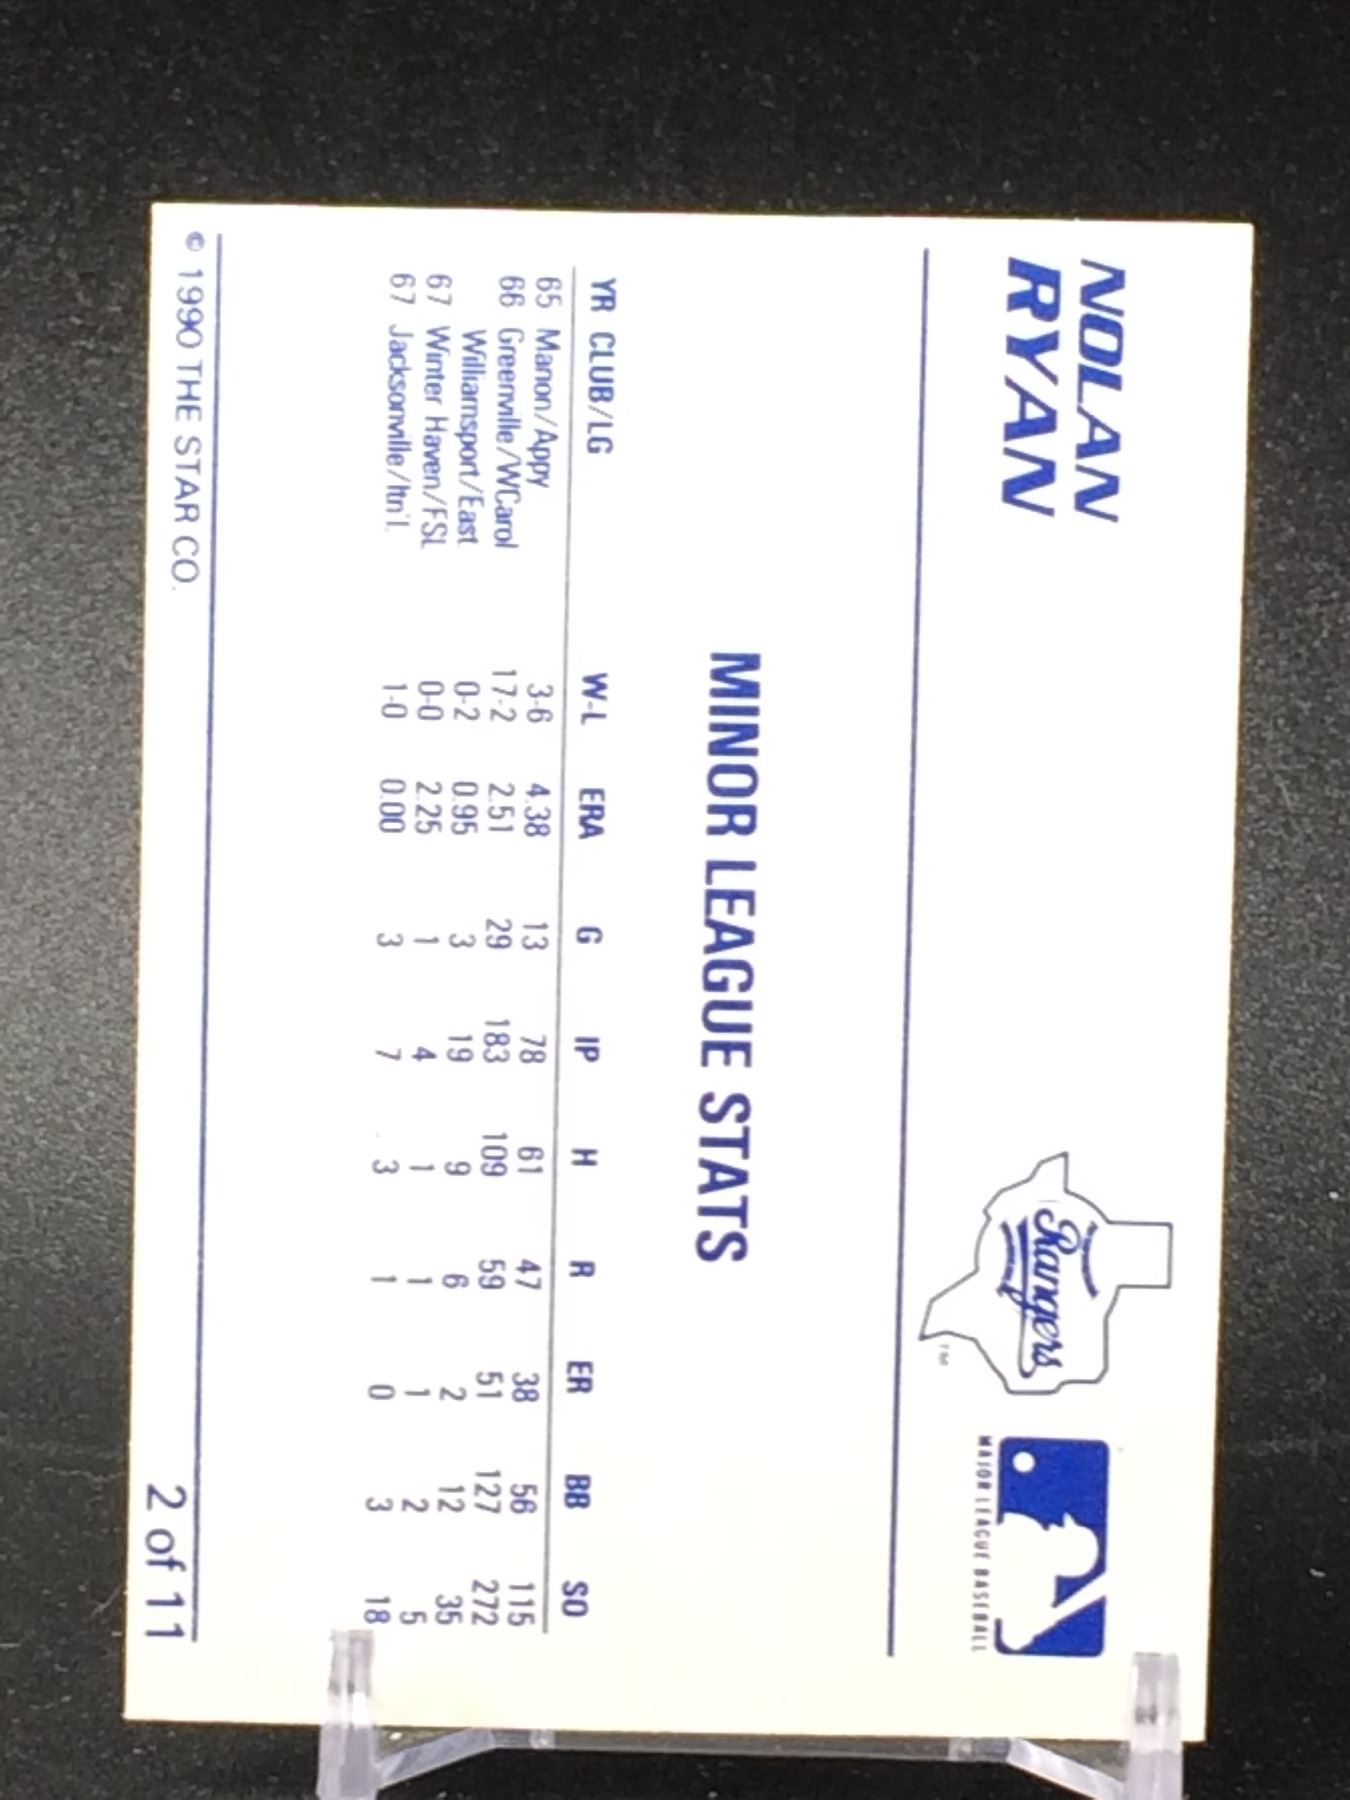 NOLAN
RYAN
Rangers
TM
MAJOR LEAGUE BASEBALL
MINOR LEAGUE STATS
YR CLUB/LG W-L ERA G IP H R ER BB SO
65 Marion/Appy 3-6 4.38 13 78 61 47 38 56 115
66 Greenville/WCarol 17-2 2.51 29 183 109 59 51 127 272
Williamsport/East 0-2 0.95 3 19 9 6 2 12 35
67 Winter Haven/FSL 0-0 2.25 1 4 1 1 1 2 5
67 Jacksonville/Itn'l. 1-0 0.00 3 7 3 1 0 3 18
© 1990 THE STAR CO.
2 of 11